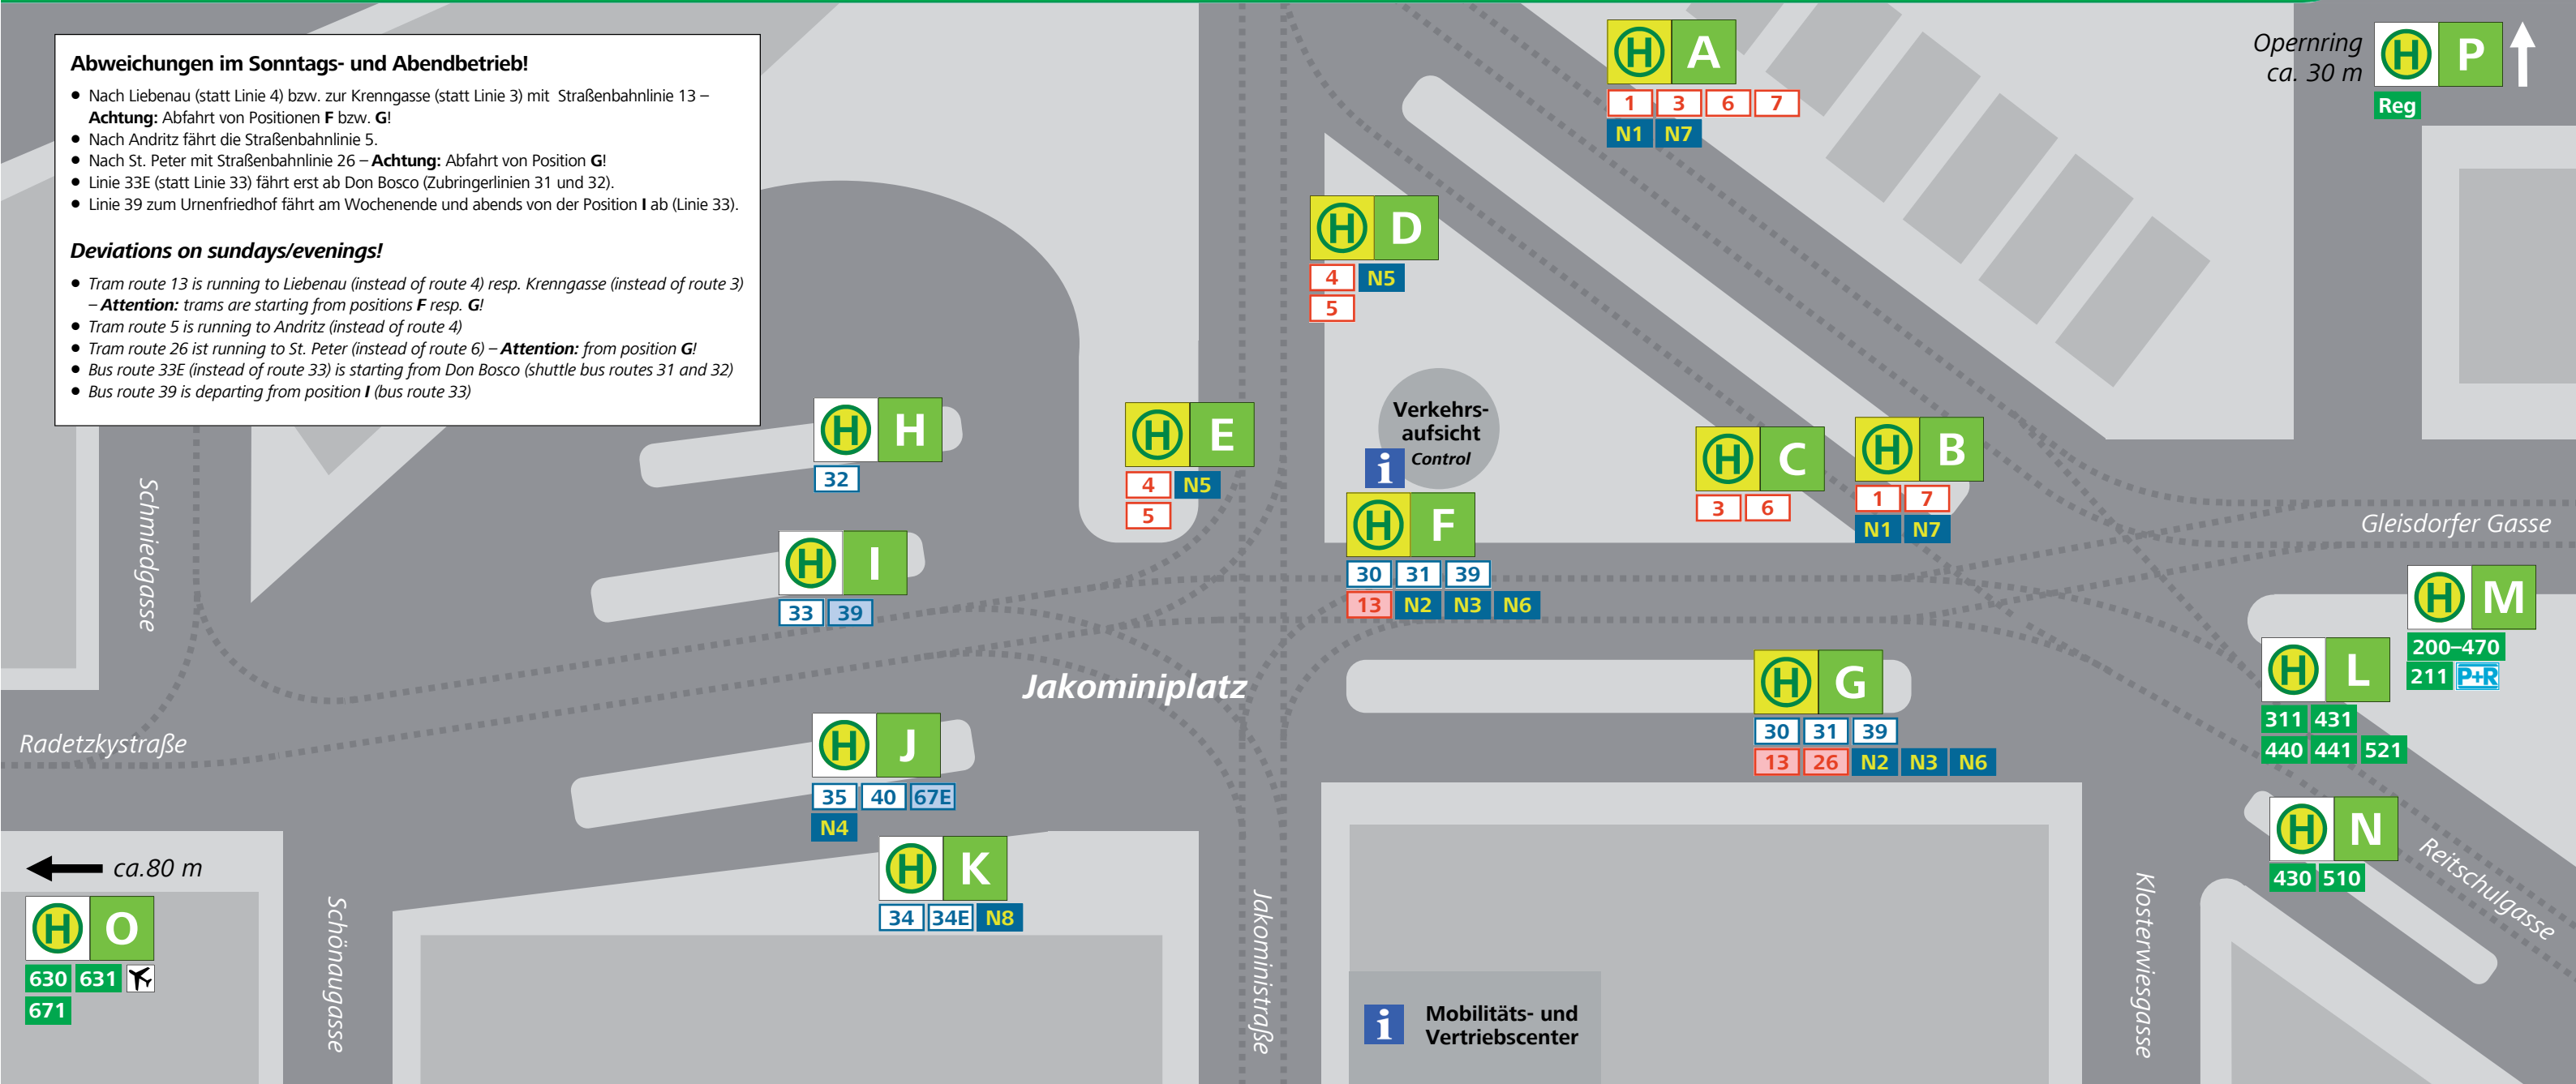 Abweichungen im Sonntags- und Abendbetrieb!
• Nach Liebenau (statt Linie 4) bzw. zur Krenngasse (statt Linie 3) mit Straßenbahnlinie 13 –
Achtung: Abfahrt von Positionen F bzw. G!
• Nach Andritz fährt die Straßenbahnlinie 5.
• Nach St. Peter mit Straßenbahnlinie 26 – Achtung: Abfahrt von Position G!
• Linie 33E (statt Linie 33) fährt erst ab Don Bosco (Zubringerlinien 31 und 32).
• Linie 39 zum Urnenfriedhof fährt am Wochenende und abends von der Position I ab (Linie 33).
Deviations on sundays/evenings!
• Tram route 13 is running to Liebenau (instead of route 4) resp. Krenngasse (instead of route 3)
– Attention: trams are starting from positions F resp. G!
• Tram route 5 is running to Andritz (instead of route 4)
• Tram route 26 ist running to St. Peter (instead of route 6) – Attention: from position G!
• Bus route 33E (instead of route 33) is starting from Don Bosco (shuttle bus routes 31 and 32)
• Bus route 39 is departing from position I (bus route 33)
H A
1 3 6 7
N1 N7
Opernring
ca. 30 m
H P
Reg
H D
4 N5
5
H H
32
H E
4 N5
5
Verkehrs-
aufsicht
i Control
H F
30 31 39
13 N2 N3 N6
H C
3 6
H B
1 7
N1 N7
Gleisdorfer Gasse
Schmiedgasse
H I
33 39
H M
200–470
211 P+R
Jakominiplatz
H G
30 31 39
13 26 N2 N3 N6
H L
311 431
440 441 521
Radetzkystraße
H J
35 40 67E
N4
H K
34 34E N8
H N
430 510
Reitschulgasse
ca.80 m
H O
630 631
671
Schönaugasse
Jakoministraße
Klosterwiesgasse
i Mobilitäts- und
Vertriebscenter